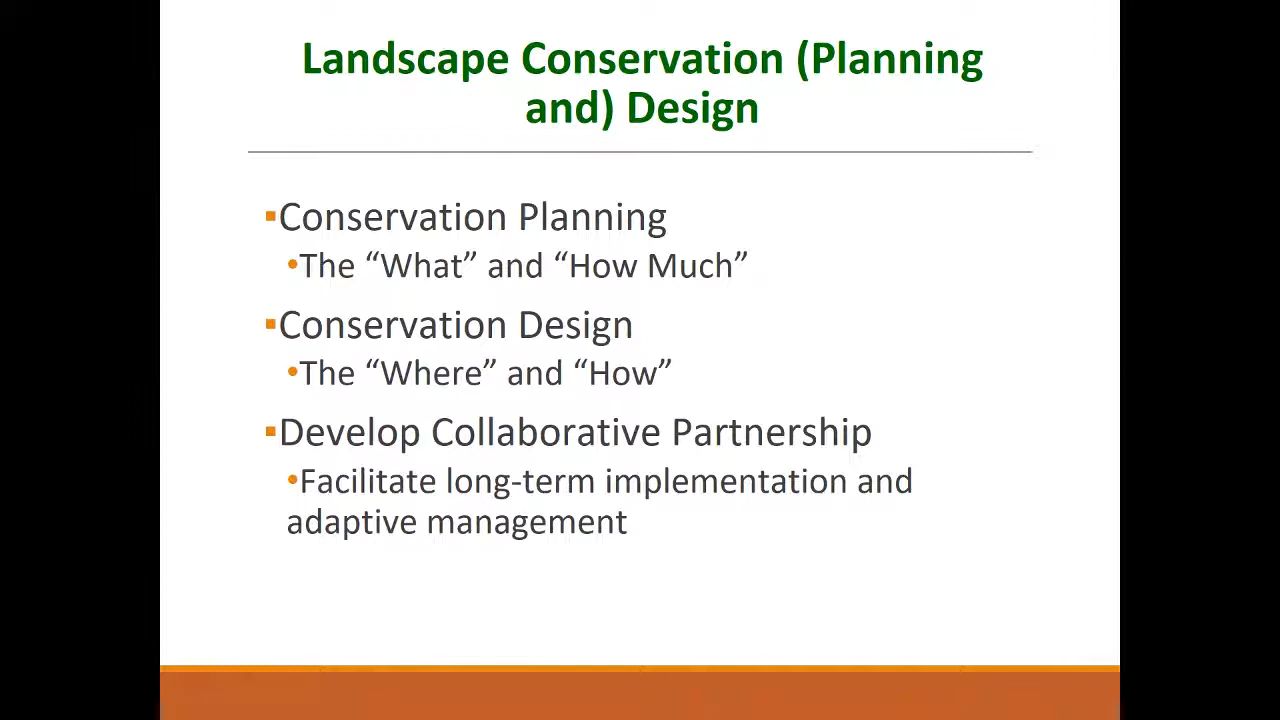 Landscape Conservation (Planning
and) Design
▪Conservation Planning
•The “What” and “How Much”
▪Conservation Design
•The “Where” and “How”
▪Develop Collaborative Partnership
•Facilitate long-term implementation and
adaptive management